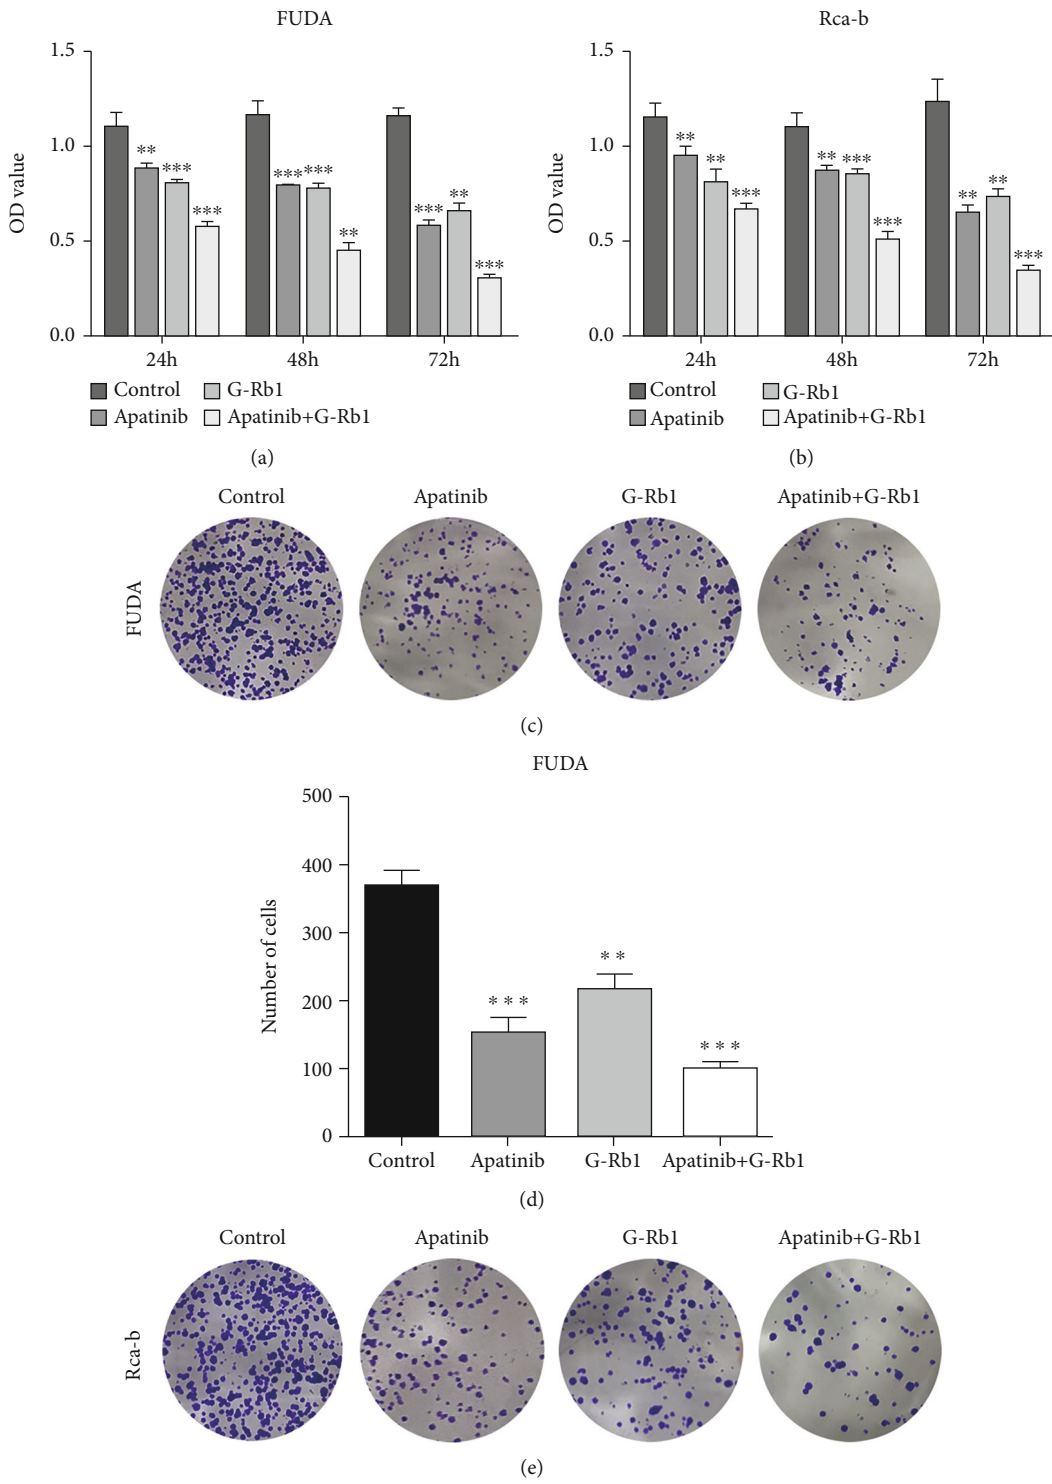 FUDA
1.5
1.0
0.5
0.0
OD value
**
***
***
***
***
**
***
**
***
24h
48h
72h
Control
G-Rb1
Apatinib
Apatinib+G-Rb1
(a)
Rca-b
1.5
1.0
0.5
0.0
OD value
**
**
***
**
***
***
**
**
***
24h
48h
72h
Control
G-Rb1
Apatinib
Apatinib+G-Rb1
(b)
Control
Apatinib
G-Rb1
Apatinib+G-Rb1
FUDA
(c)
FUDA
500
400
300
200
100
0
Number of cells
***
**
***
Control
Apatinib
G-Rb1
Apatinib+G-Rb1
(d)
Control
Apatinib
G-Rb1
Apatinib+G-Rb1
Rca-b
(e)